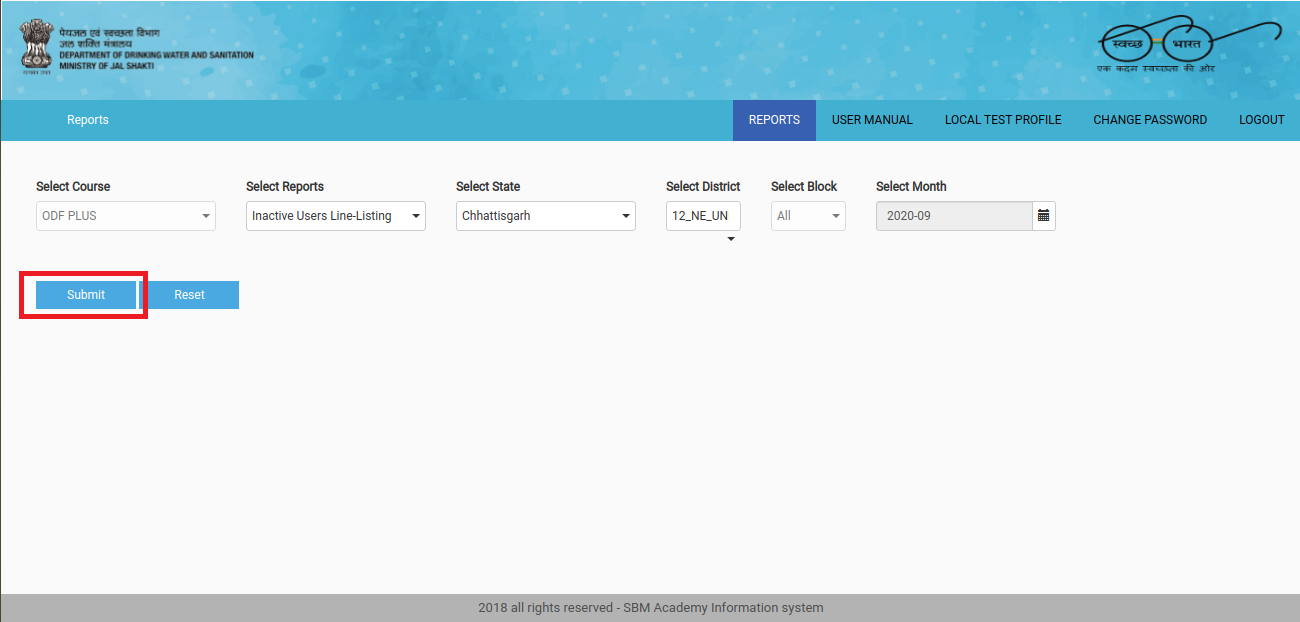 पेयजल एवं स्वच्छता विभाग
जल शक्ति मंत्रालय
DEPARTMENT OF DRINKING WATER AND SANITATION
MINISTRY OF JAL SHAKTI
स्वच्छ भारत
एक कदम स्वच्छता की ओर
Reports REPORTS USER MANUAL LOCAL TEST PROFILE CHANGE PASSWORD LOGOUT
Select Course Select Reports Select State Select District Select Block Select Month
ODF PLUS Inactive Users Line-Listing Chhattisgarh 12_NE_UN All 2020-09
Submit Reset
2018 all rights reserved - SBM Academy Information system